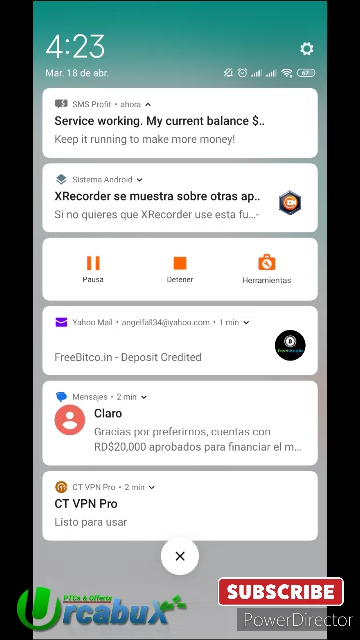 4:23
Mar. 18 de abr.
67
SMS Profit • ahora
Service working. My current balance $..
Keep it running to make more money!
Sistema Android
XRecorder se muestra sobre otras ap..
Si no quieres que XRecorder use esta fu...-
Pausa
Detener
Herramientas
Yahoo Mail • angelfall34@yahoo.com • 1 min
FreeBitco.in - Deposit Credited
Mensajes • 2 min
Claro
Gracias por preferirnos, cuentas con
RD$20,000 aprobados para financiar el m...
CT VPN Pro • 2 min
CT VPN Pro
Listo para usar
PTCs & Offerts
UrcabuX
SUBSCRIBE
PowerDirector